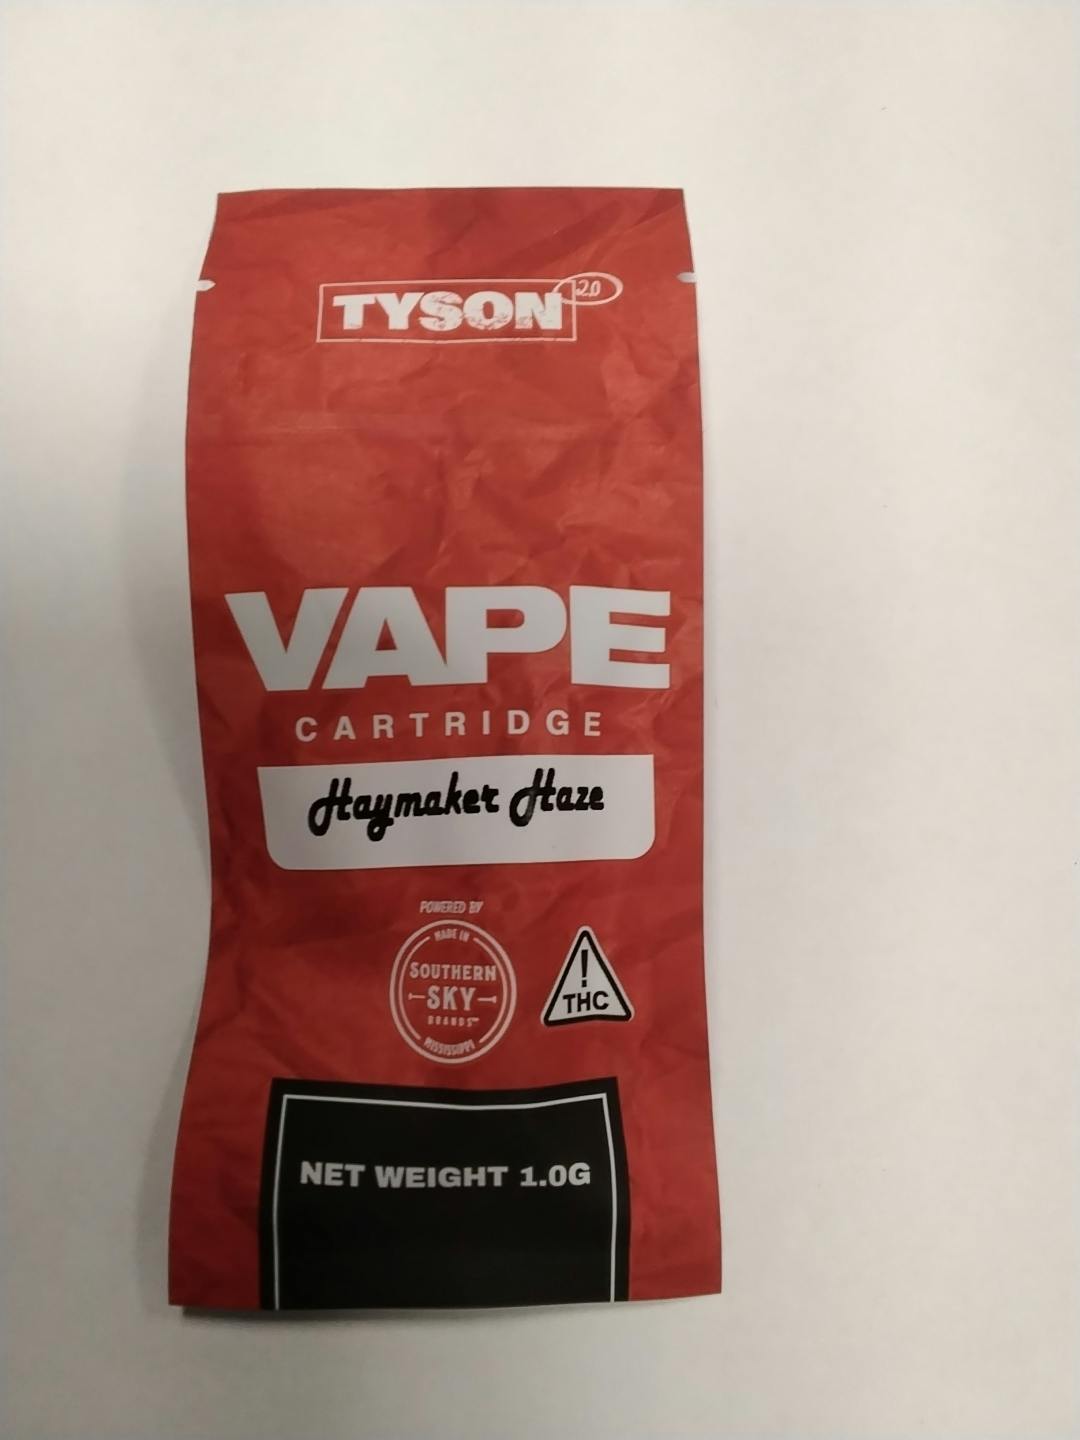 TYSON 2.0
VAPE
CARTRIDGE
Haymaker Haze
POWERED BY
MADE IN
SOUTHERN
SKY
BRANDS™
MISSISSIPPI
!
THC
NET WEIGHT 1.0G